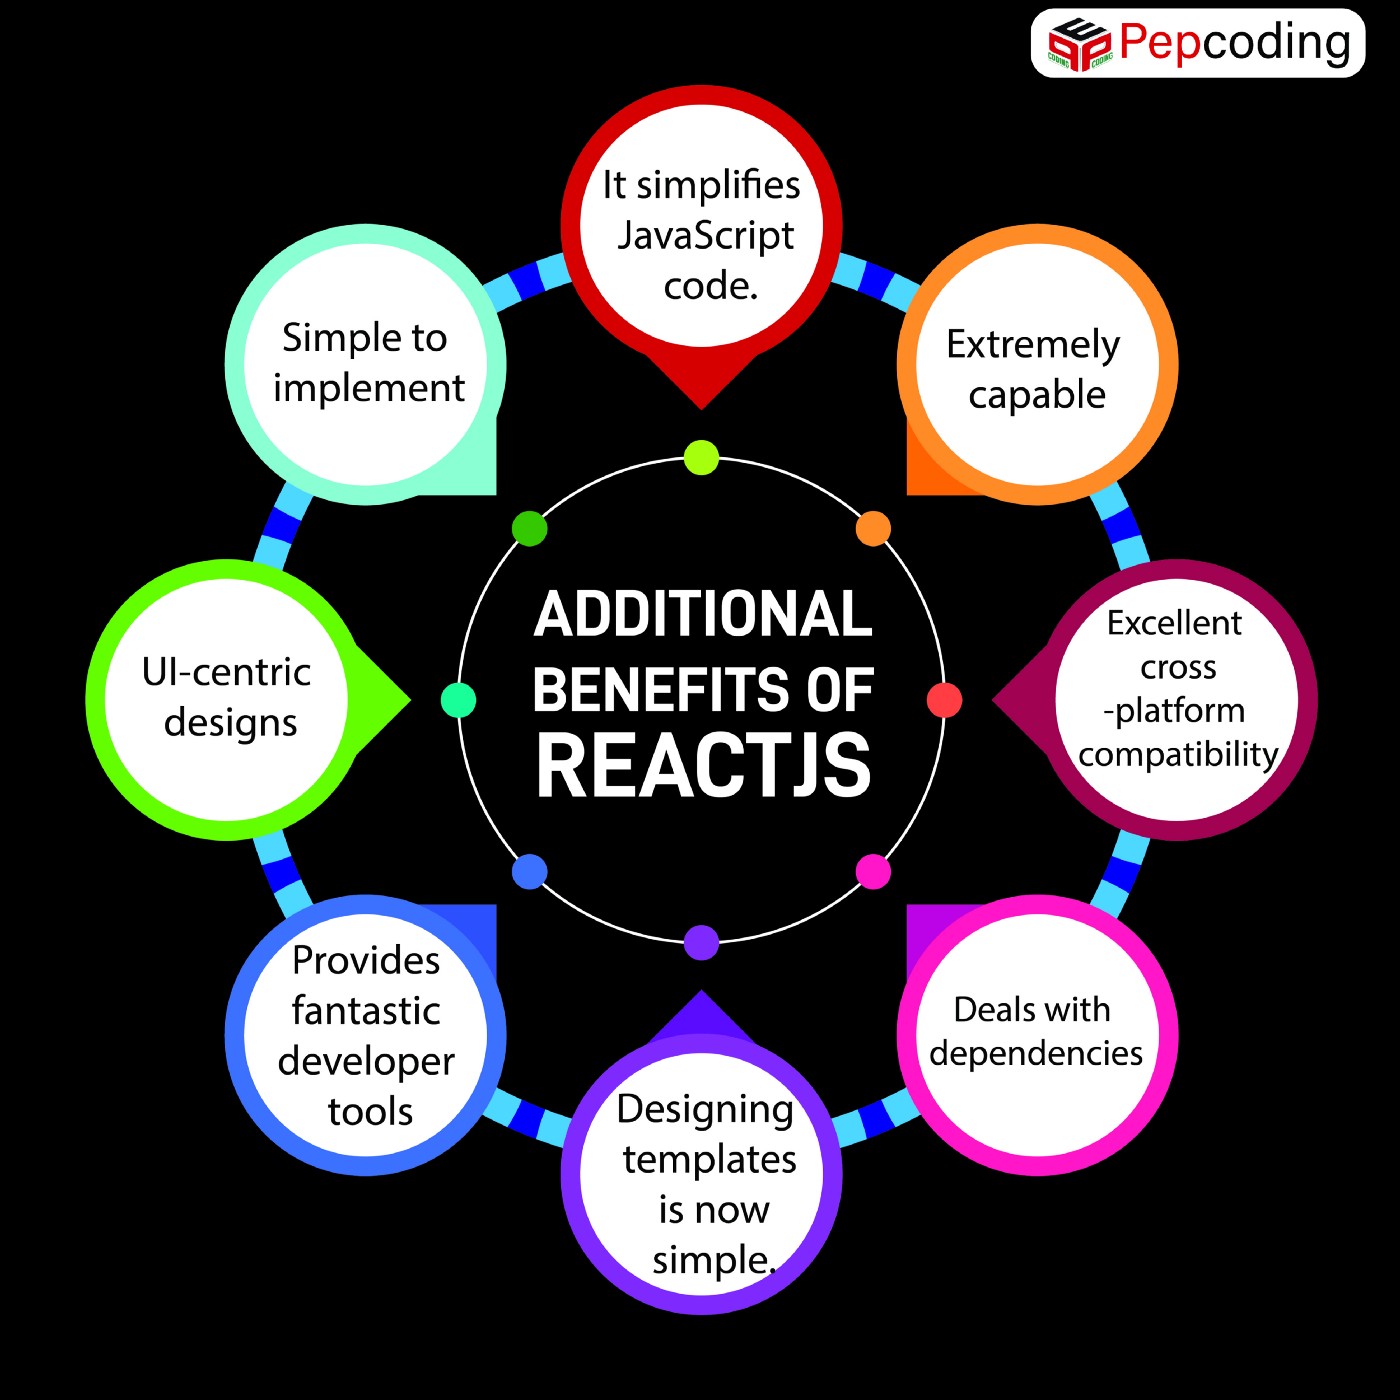 Pepcoding
It simplifies
JavaScript
code.
Extremely
capable
Excellent
cross
-platform
compatibility
Deals with
dependencies
Designing
templates
is now
simple.
Provides
fantastic
developer
tools
UI-centric
designs
Simple to
implement
ADDITIONAL
BENEFITS OF
REACTJS